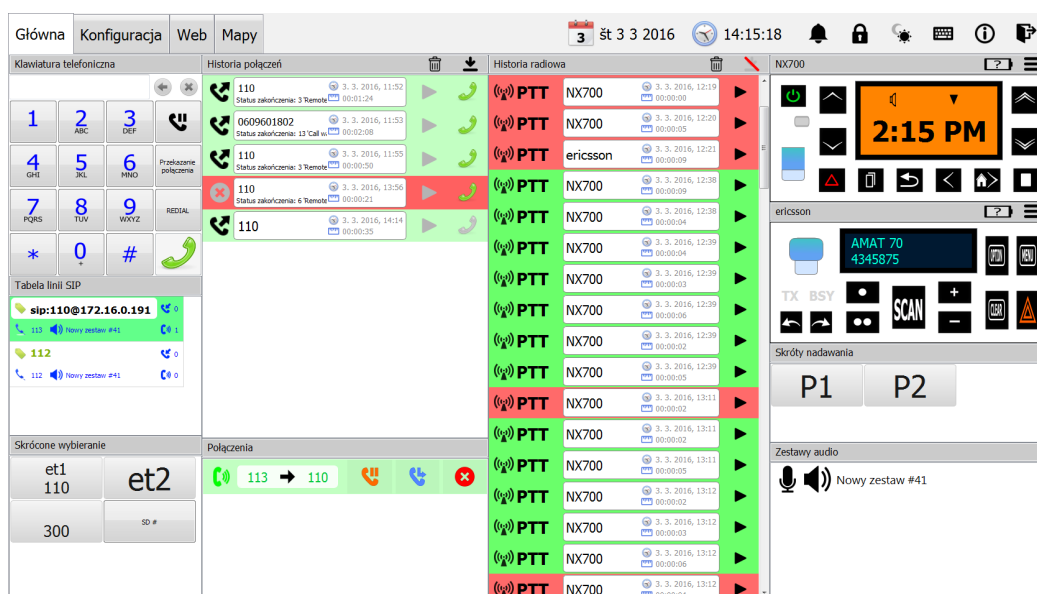 Główna
Konfiguracja
Web
Mapy
3
št 3 3 2016
14:15:18
Klawiatura telefoniczna
1
2
ABC
3
DEF
4
GHI
5
JKL
6
MNO
Przekazanie
połączenia
7
PQRS
8
TUV
9
WXYZ
REDIAL
*
0
+
#
Tabela linii SIP
sip:110@172.16.0.191
0
113 Nowy zestaw #41
1
112
0
112 Nowy zestaw #41
0
Skrócone wybieranie
et1
110
et2
300
SD #
Historia połączeń
110
3. 3. 2016, 11:52
Status zakończenia: 3 'Remote
00:01:24
0609601802
3. 3. 2016, 11:53
Status zakończenia: 13 'Call w
00:02:08
110
3. 3. 2016, 11:55
Status zakończenia: 3 'Remote
00:00:50
110
3. 3. 2016, 13:56
Status zakończenia: 6 'Remote
00:00:21
110
3. 3. 2016, 14:14
00:00:35
Połączenia
113
110
Historia radiowa
PTT NX700 3. 3. 2016, 12:19
00:00:00
PTT NX700 3. 3. 2016, 12:20
00:00:05
PTT ericsson 3. 3. 2016, 12:21
00:00:09
PTT NX700 3. 3. 2016, 12:38
00:00:09
PTT NX700 3. 3. 2016, 12:38
00:00:04
PTT NX700 3. 3. 2016, 12:39
00:00:04
PTT NX700 3. 3. 2016, 12:39
00:00:03
PTT NX700 3. 3. 2016, 12:39
00:00:06
PTT NX700 3. 3. 2016, 12:39
00:00:02
PTT NX700 3. 3. 2016, 12:39
00:00:05
PTT NX700 3. 3. 2016, 13:11
00:00:02
PTT NX700 3. 3. 2016, 13:11
00:00:02
PTT NX700 3. 3. 2016, 13:11
00:00:05
PTT NX700 3. 3. 2016, 13:12
00:00:02
PTT NX700 3. 3. 2016, 13:12
00:00:03
PTT NX700 3. 3. 2016, 13:12
00:00:06
PTT NX700 3. 3. 2016, 13:12
NX700
?
2:15 PM
ericsson
?
AMAT 70
4345875
OPTION
MENU
TX BSY
SCAN
+
CLEAR
−
Skróty nadawania
P1
P2
Zestawy audio
Nowy zestaw #41